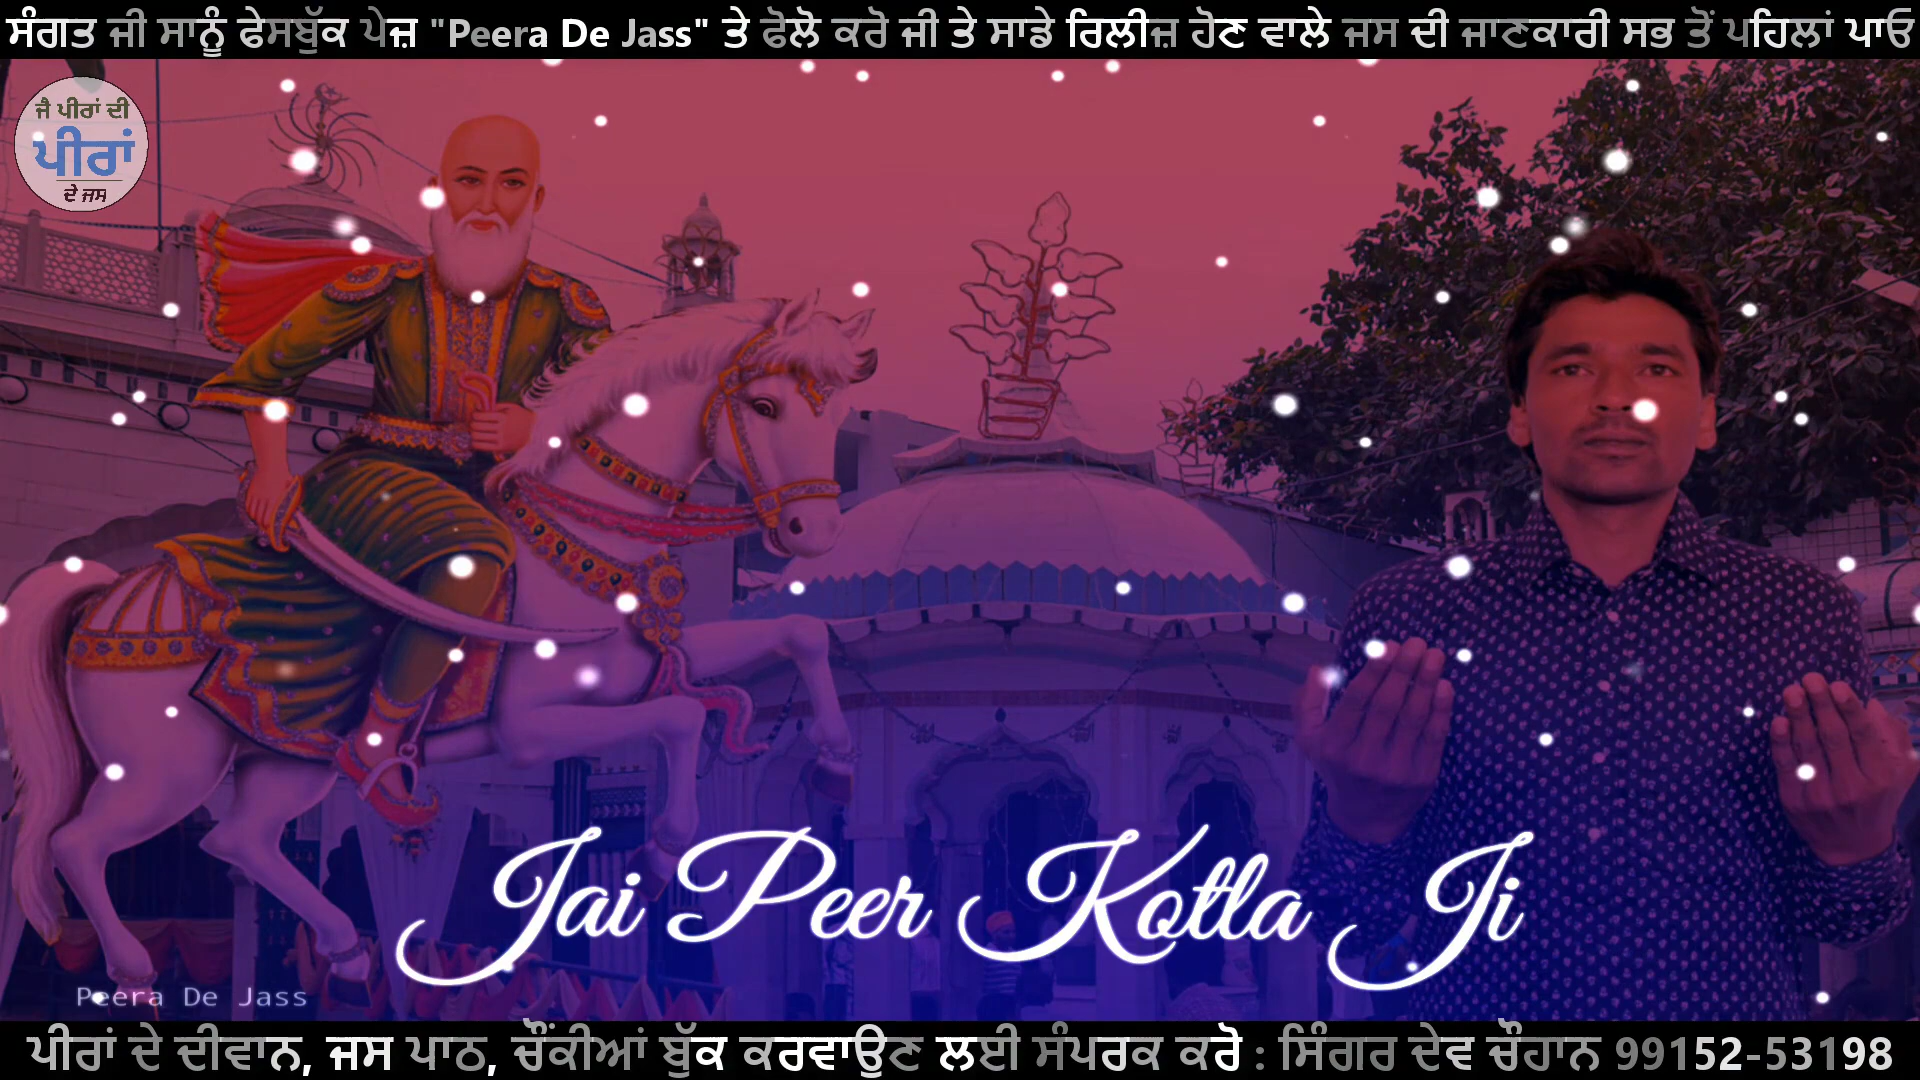 ਸੰਗਤ ਜੀ ਸਾਨੂੰ ਫੇਸਬੁੱਕ ਪੇਜ਼ "Peera De Jass" ਤੇ ਫੋਲੋ ਕਰੋ ਜੀ ਤੇ ਸਾਡੇ ਰਿਲੀਜ਼ ਹੋਣ ਵਾਲੇ ਜਸ ਦੀ ਜਾਣਕਾਰੀ ਸਭ ਤੋਂ ਪਹਿਲਾਂ ਪਾਓ
ਜੈ ਪੀਰਾਂ ਦੀ
ਪੀਰਾਂ
ਦੇ ਜਸ
Jai Peer Kotla Ji
Peera De Jass
ਪੀਰਾਂ ਦੇ ਦੀਵਾਨ, ਜਸ ਪਾਠ, ਚੌਂਕੀਆਂ ਬੁੱਕ ਕਰਵਾਉਣ ਲਈ ਸੰਪਰਕ ਕਰੋ : ਸਿੰਗਰ ਦੇਵ ਚੌਹਾਨ 99152-53198